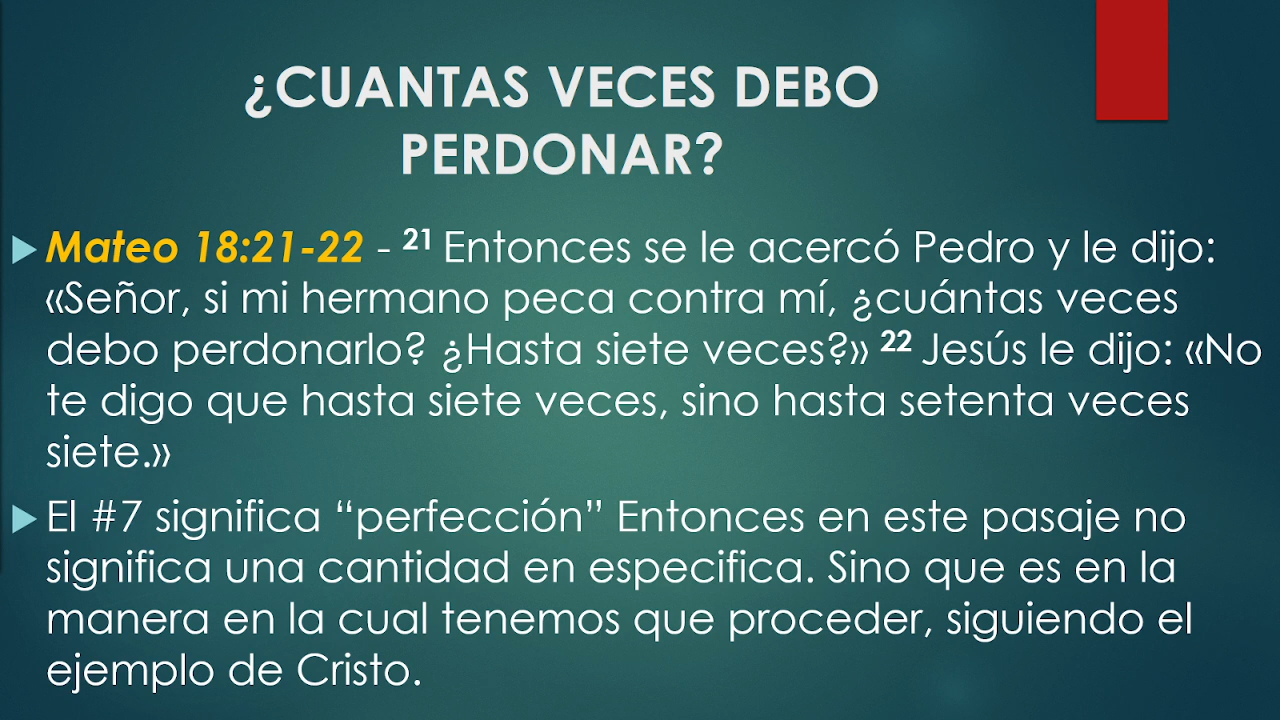 ¿CUANTAS VECES DEBO
PERDONAR?
Mateo 18:21-22 - 21 Entonces se le acercó Pedro y le dijo:
«Señor, si mi hermano peca contra mí, ¿cuántas veces
debo perdonarlo? ¿Hasta siete veces?» 22 Jesús le dijo: «No
te digo que hasta siete veces, sino hasta setenta veces
siete.»
El #7 significa “perfección” Entonces en este pasaje no
significa una cantidad en especifica. Sino que es en la
manera en la cual tenemos que proceder, siguiendo el
ejemplo de Cristo.